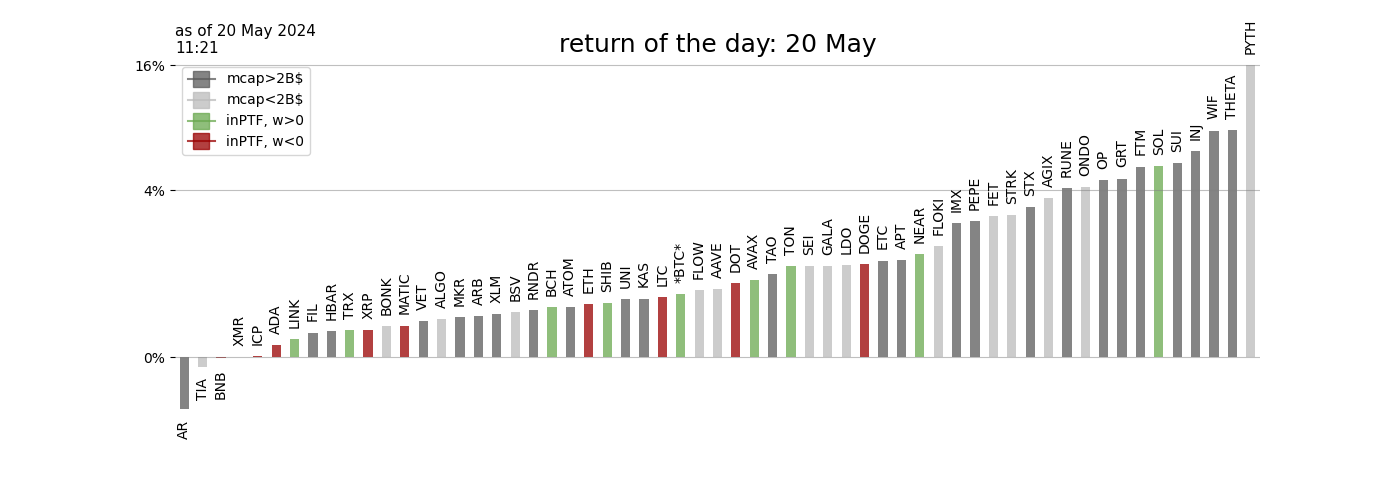 as of 20 May 2024
11:21
return of the day: 20 May
16%
4%
0%
mcap>2B$
mcap<2B$
inPTF, w>0
inPTF, w<0
AR
TIA
BNB
XMR
ICP
ADA
LINK
FIL
HBAR
TRX
XRP
BONK
MATIC
VET
ALGO
MKR
ARB
XLM
BSV
RNDR
BCH
ATOM
ETH
SHIB
UNI
KAS
LTC
*BTC*
FLOW
AAVE
DOT
AVAX
TAO
TON
SEI
GALA
LDO
DOGE
ETC
APT
NEAR
FLOKI
IMX
PEPE
FET
STRK
STX
AGIX
RUNE
ONDO
OP
GRT
FTM
SOL
SUI
INJ
WIF
THETA
PYTH